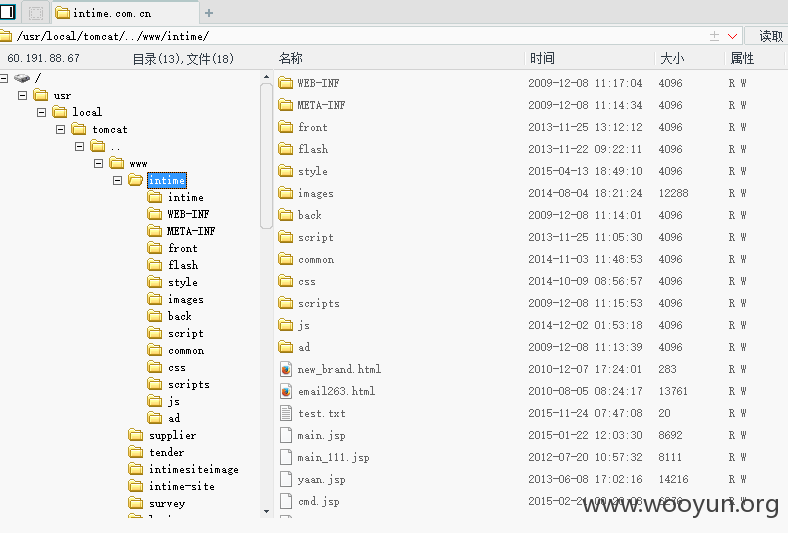 intime.com.cn
/usr/local/tomcat/../www/intime/ 读取
60.191.88.67 目录(13),文件(18) 名称 时间 大小 属性
/
usr
local
tomcat
..
www
intime
intime
WEB-INF
META-INF
front
flash
style
images
back
script
common
css
scripts
js
ad
supplier
tender
intimesiteimage
intime-site
survey
WEB-INF 2009-12-08 11:17:04 4096 R W
META-INF 2009-12-08 11:14:34 4096 R W
front 2013-11-25 13:12:12 4096 R W
flash 2013-11-22 09:22:11 4096 R W
style 2015-04-13 18:49:10 4096 R W
images 2014-08-04 18:21:24 12288 R W
back 2009-12-08 11:14:01 4096 R W
script 2013-11-25 11:05:30 4096 R W
common 2014-11-03 11:48:53 4096 R W
css 2014-10-09 08:56:57 4096 R W
scripts 2009-12-08 11:15:53 4096 R W
js 2014-12-02 01:53:18 4096 R W
ad 2009-12-08 11:13:39 4096 R W
new_brand.html 2010-12-07 17:24:01 283 R W
email263.html 2010-08-05 08:24:17 13761 R W
test.txt 2015-11-24 07:47:08 20 R W
main.jsp 2015-01-22 12:03:30 8692 R W
main_111.jsp 2012-07-20 10:57:32 8111 R W
yaan.jsp 2013-06-08 17:02:16 14216 R W
cmd.jsp R W
www.wooyun.org